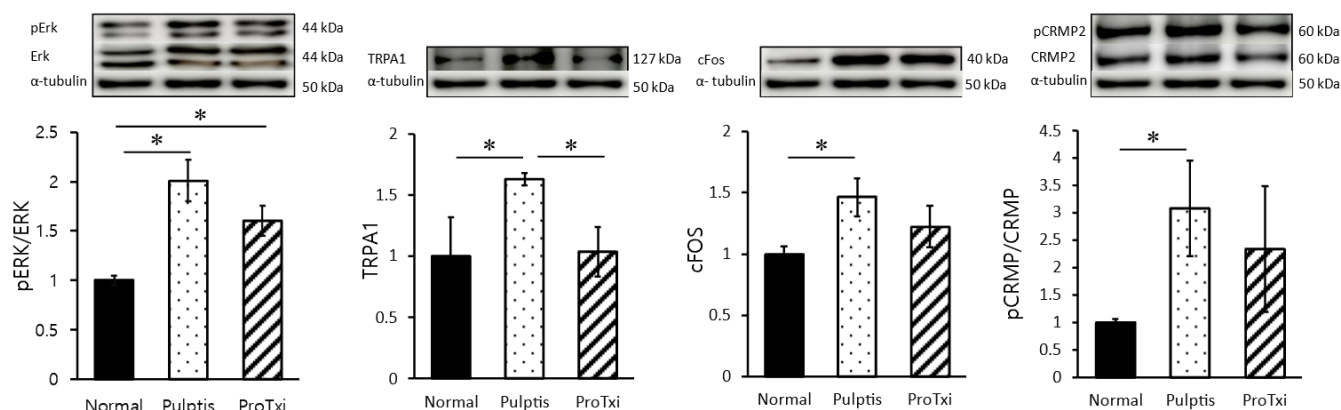 pErk
44 kDa
Erk
44 kDa
α-tubulin
50 kDa
TRPA1
127 kDa
α-tubulin
50 kDa
cFos
40 kDa
α- tubulin
50 kDa
pCRMP2
60 kDa
CRMP2
60 kDa
α-tubulin
50 kDa
pERK/ERK
2.5
2
1.5
1
0.5
0
*
*
Normal Pulptis ProTxi
TRPA1
2
1.5
1
0.5
0
*
*
Normal Pulptis ProTxi
cFOS
2
1.5
1
0.5
0
*
Normal Pulptis ProTxi
pCRMP/CRMP
4.5
4
3.5
3
2.5
2
1.5
1
0.5
0
*
Normal Pulptis ProTxi